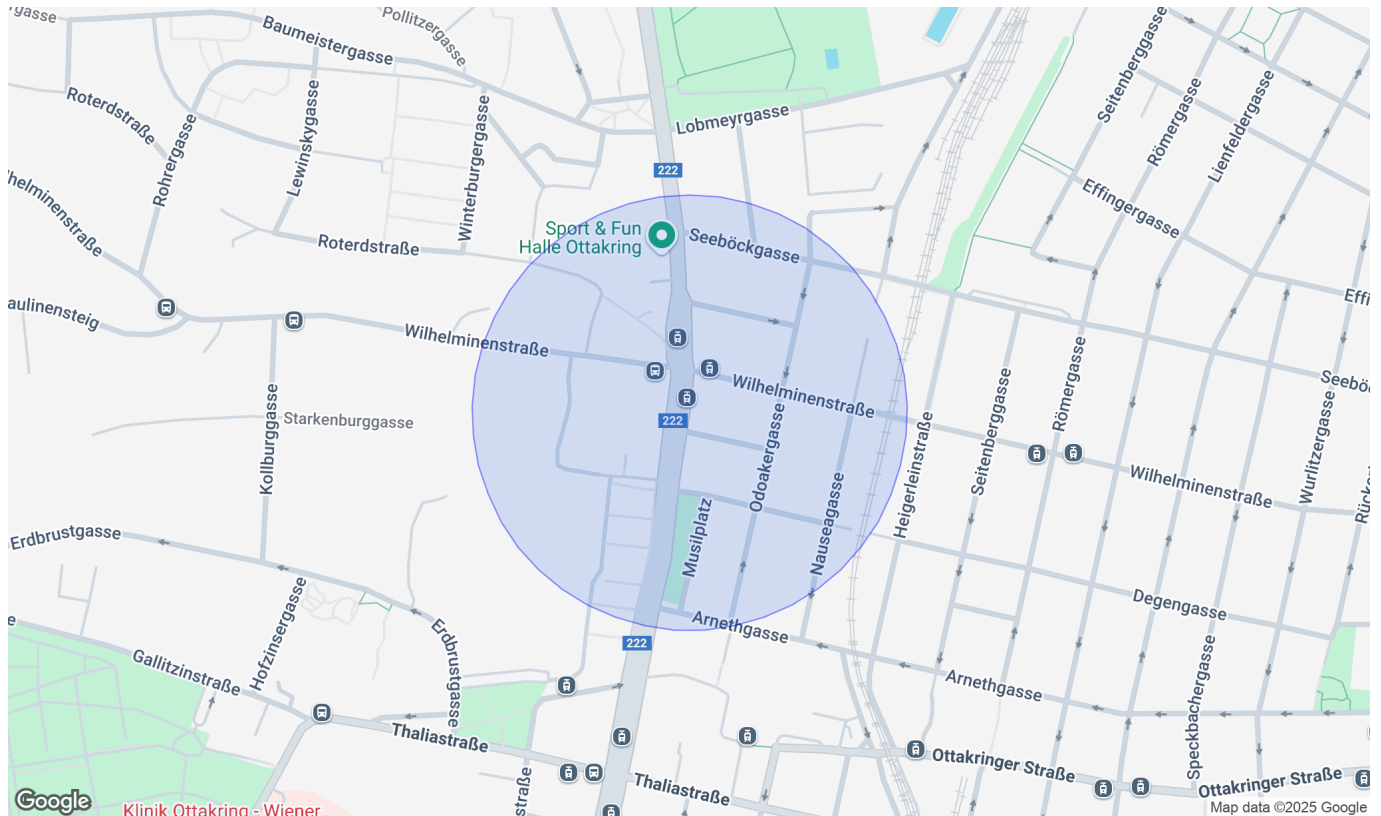 Pollitzergasse
Baumeistergasse
Roterdstraße
Rohrergasse
Lewinskygasse
Winterburgergasse
Lobmeyrgasse
Seitenberggasse
Römergasse
Lienfeldergasse
222
Effingergasse
Sport & Fun
Halle Ottakring
Seeböckgasse
Roterdstraße
Wilhelminenstraße
Wilhelminenstraße
222
Starkenburggasse
Kollburggasse
Odoakergasse
Nauseagasse
Heigerleinstraße
Seitenberggasse
Römergasse
Wilhelminenstraße
Wurlitzergasse
Musilplatz
Erdbrustgasse
Degengasse
Hofzinsergasse
Erdbrustgasse
Arnethgasse
222
Gallitzinstraße
Arnethgasse
Speckbachergasse
Thaliastraße
Thaliastraße
Ottakringer Straße
Ottakringer Straße
Google
Klinik Ottakring - Wiener
Map data ©2025 Google